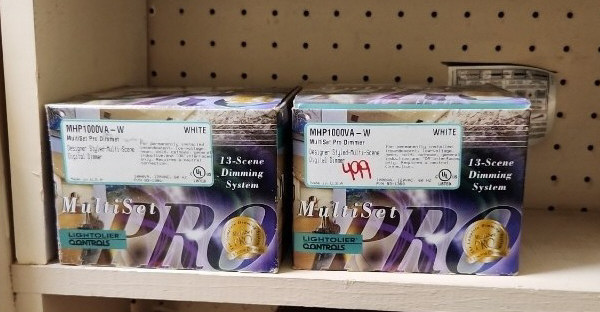 MHP1000VA-W
WHITE
MultiSet Pro Dimmer
Designer Styled-Multi-Scene
Digital Dimmer
13-Scene
Dimming
System
MultiSet
PRO
LIGHTOLIER
CONTROLS
MHP1000VA-W
WHITE
MultiSet Pro Dimmer
Designer Styled-Multi-Scene
Digital Dimmer
499
13-Scene
Dimming
System
MultiSet
PRO
LIGHTOLIER
CONTROLS